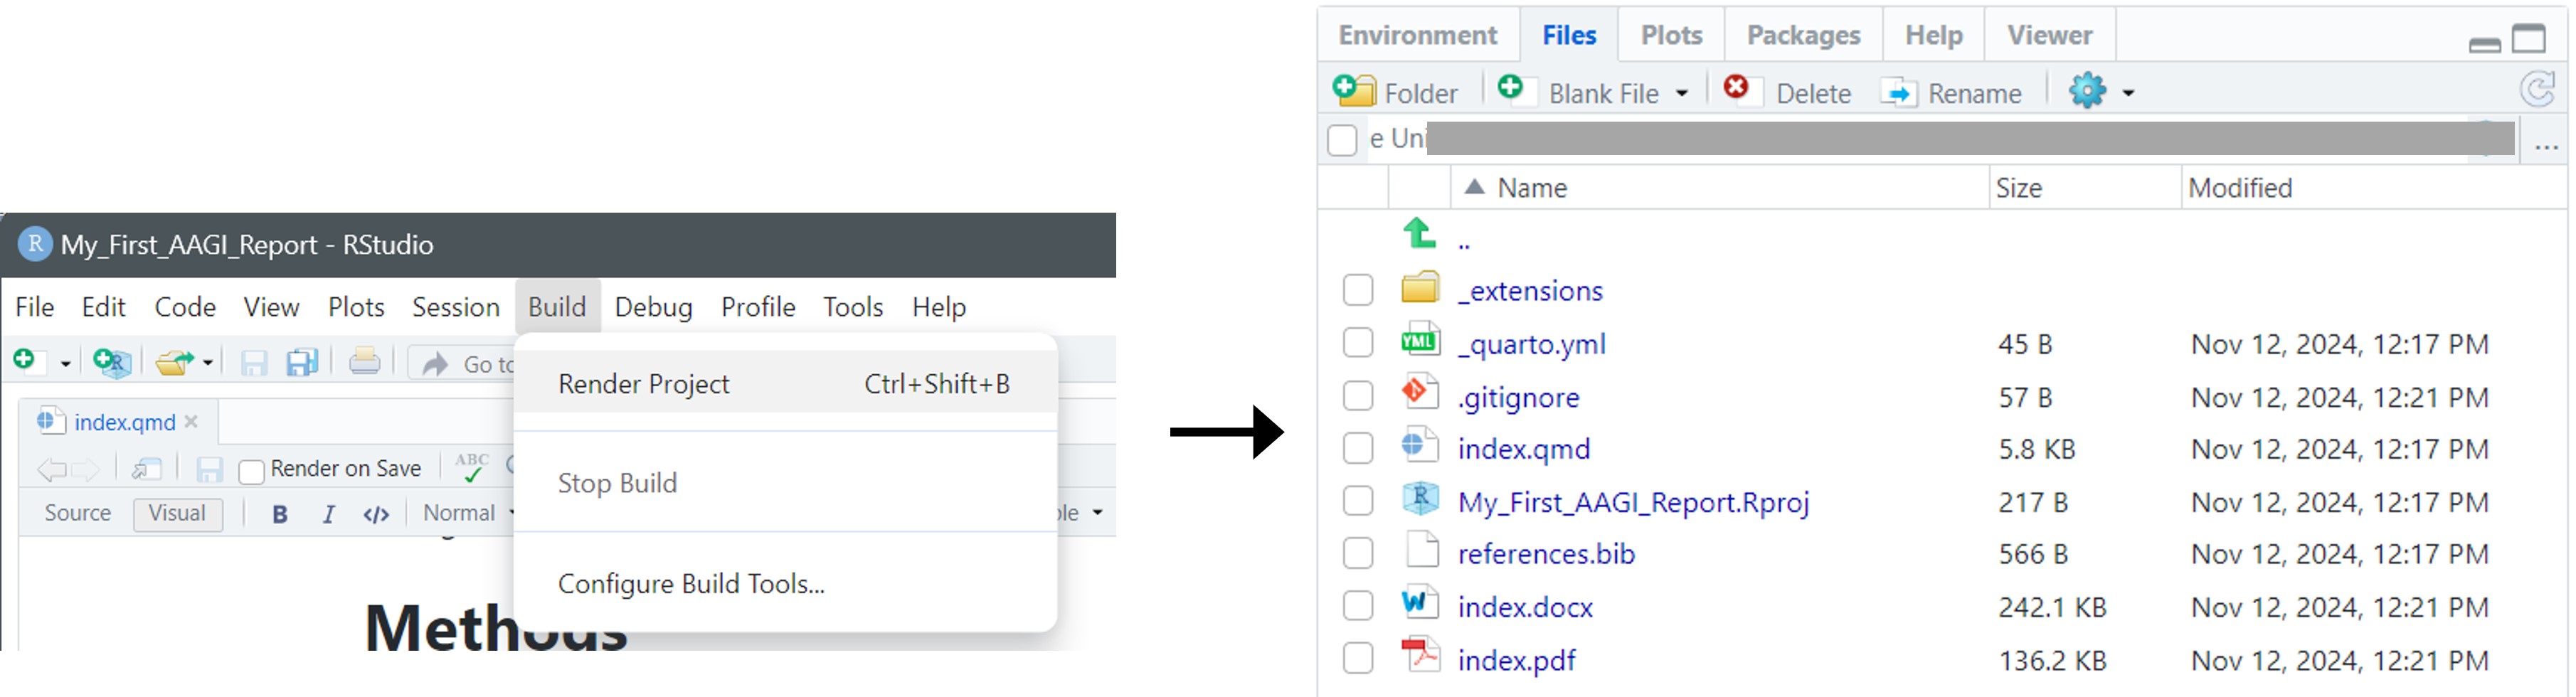 My_First_AAGI_Report - RStudio
File Edit Code View Plots Session Build Debug Profile Tools Help
Go to
Render Project Ctrl+Shift+B
index.qmd
Render on Save ABC
Stop Build
Source Visual B I </> Normal
Configure Build Tools...
Methods
Environment Files Plots Packages Help Viewer
Folder Blank File Delete Rename
e Uni ...
Name Size Modified
..
_extensions
YML _quarto.yml 45 B Nov 12, 2024, 12:17 PM
.gitignore 57 B Nov 12, 2024, 12:21 PM
index.qmd 5.8 KB Nov 12, 2024, 12:17 PM
My_First_AAGI_Report.Rproj 217 B Nov 12, 2024, 12:17 PM
references.bib 566 B Nov 12, 2024, 12:17 PM
index.docx 242.1 KB Nov 12, 2024, 12:21 PM
index.pdf 136.2 KB Nov 12, 2024, 12:21 PM